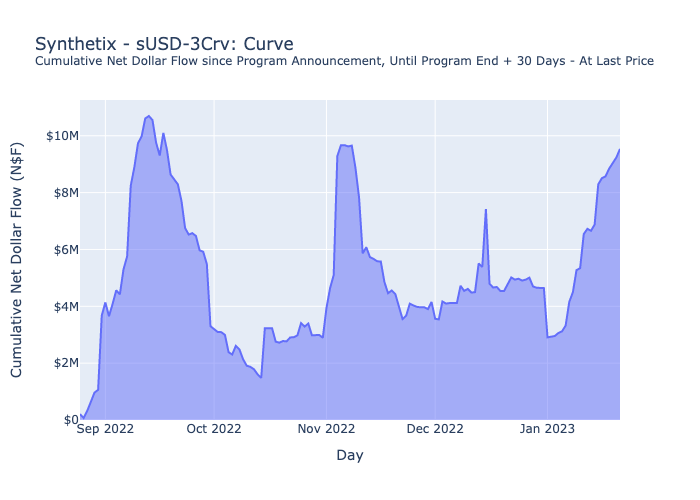 Synthetix - sUSD-3Crv: Curve
Cumulative Net Dollar Flow since Program Announcement, Until Program End + 30 Days - At Last Price
Cumulative Net Dollar Flow (N$F)
$10M
$8M
$6M
$4M
$2M
$0
Sep 2022
Oct 2022
Nov 2022
Dec 2022
Jan 2023
Day